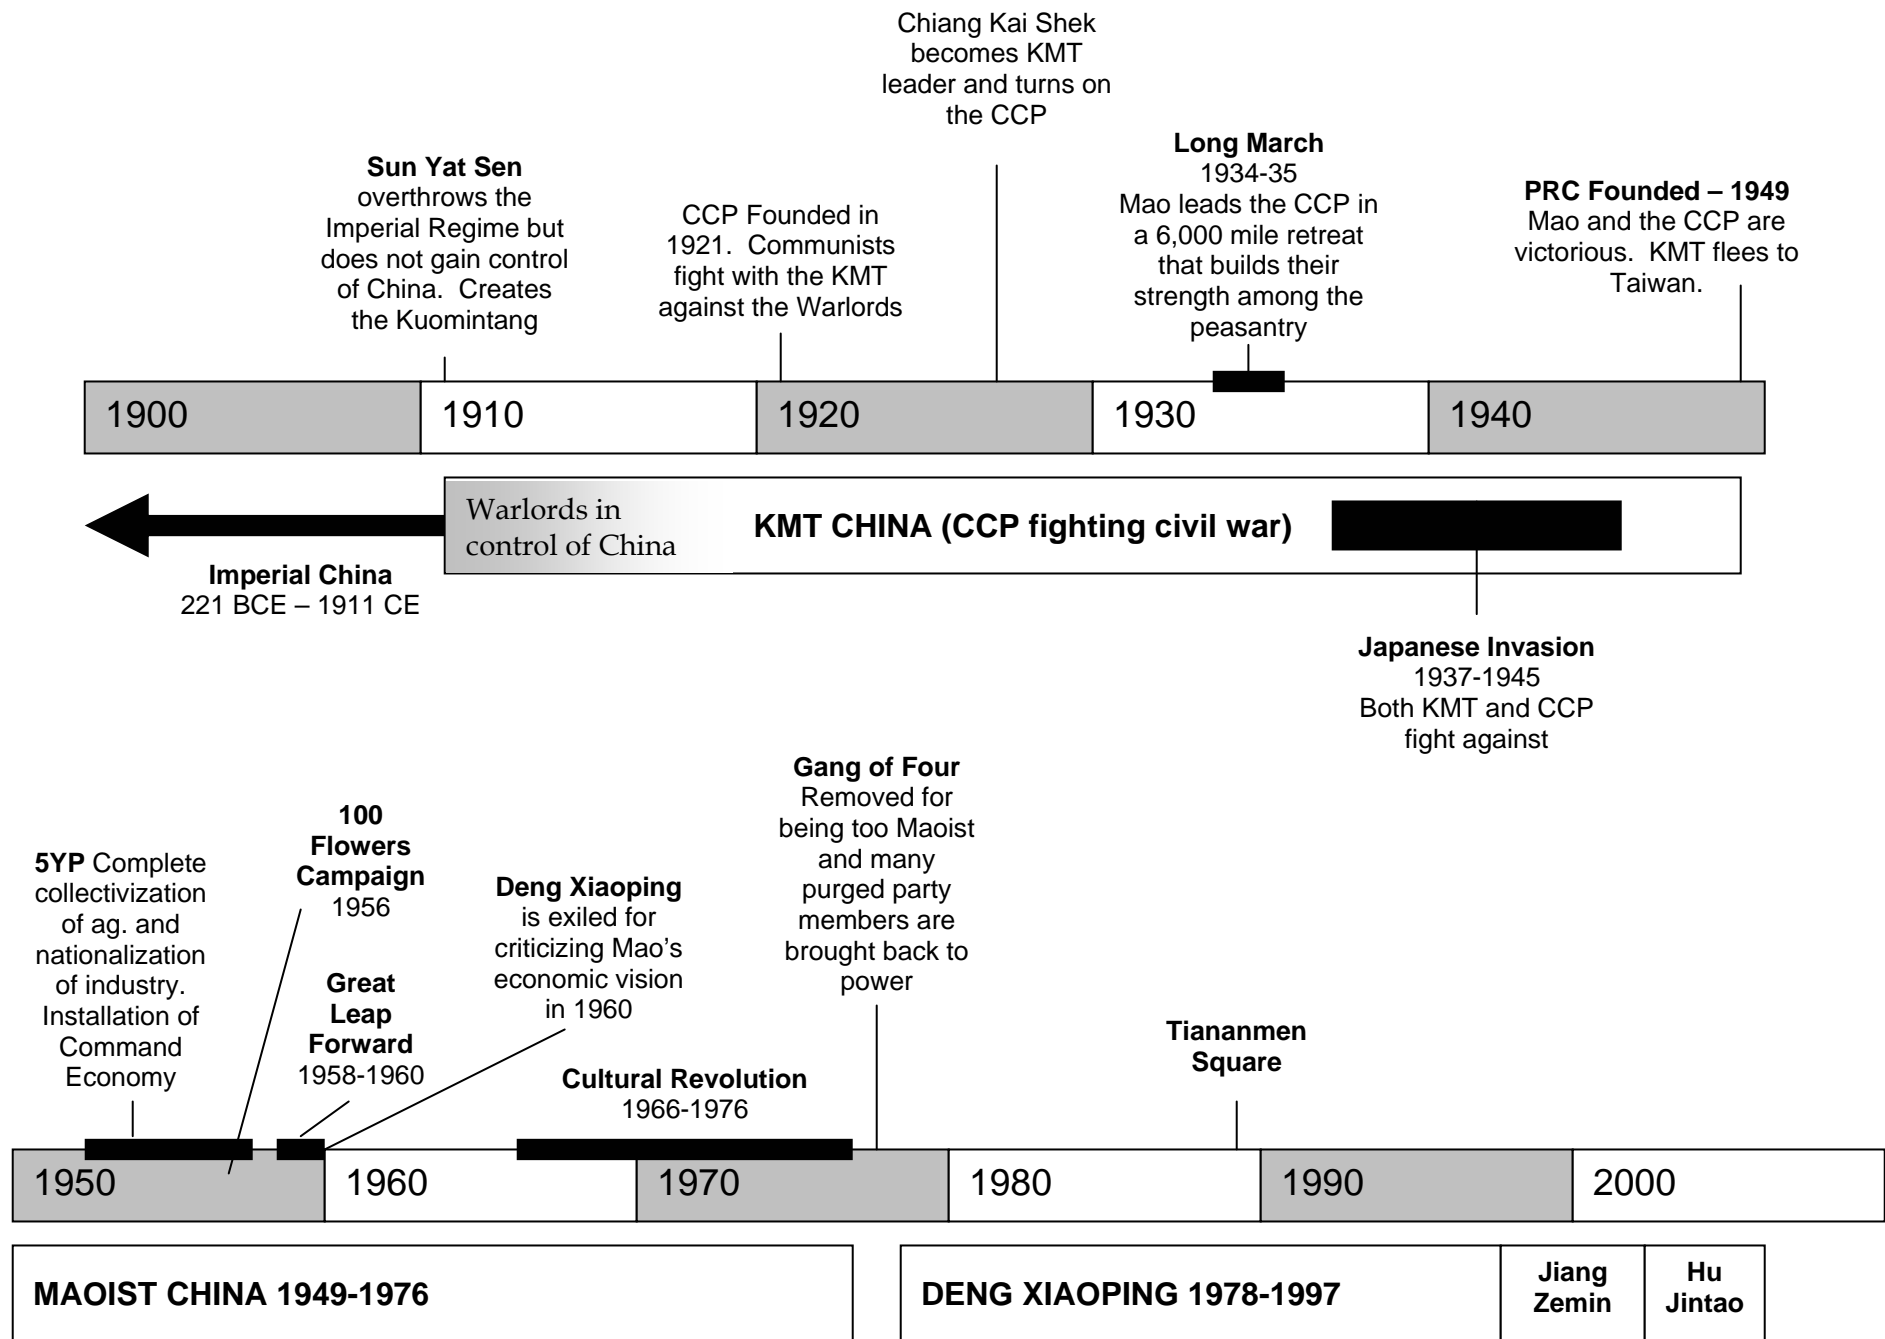 Chiang Kai Shek
becomes KMT
leader and turns on
the CCP
Sun Yat Sen
overthrows the
Imperial Regime but
does not gain control
of China.  Creates
the Kuomintang
CCP Founded in
1921.  Communists
fight with the KMT
against the Warlords
Long March
1934-35
Mao leads the CCP in
a 6,000 mile retreat
that builds their
strength among the
peasantry
PRC Founded – 1949
Mao and the CCP are
victorious.  KMT flees to
Taiwan.
1900
1910
1920
1930
1940
Warlords in
control of China
KMT CHINA (CCP fighting civil war)
Imperial China
221 BCE – 1911 CE
Japanese Invasion
1937-1945
Both KMT and CCP
fight against
5YP Complete
collectivization
of ag. and
nationalization
of industry.
Installation of
Command
Economy
100
Flowers
Campaign
1956
Great
Leap
Forward
1958-1960
Deng Xiaoping
is exiled for
criticizing Mao’s
economic vision
in 1960
Cultural Revolution
1966-1976
Gang of Four
Removed for
being too Maoist
and many
purged party
members are
brought back to
power
Tiananmen
Square
1950
1960
1970
1980
1990
2000
MAOIST CHINA 1949-1976
DENG XIAOPING 1978-1997
Jiang
Zemin
Hu
Jintao